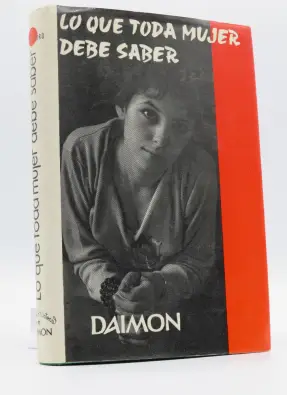 LO QUE TODA MUJER
DEBE SABER
DAIMON
Lo que toda mujer debe saber